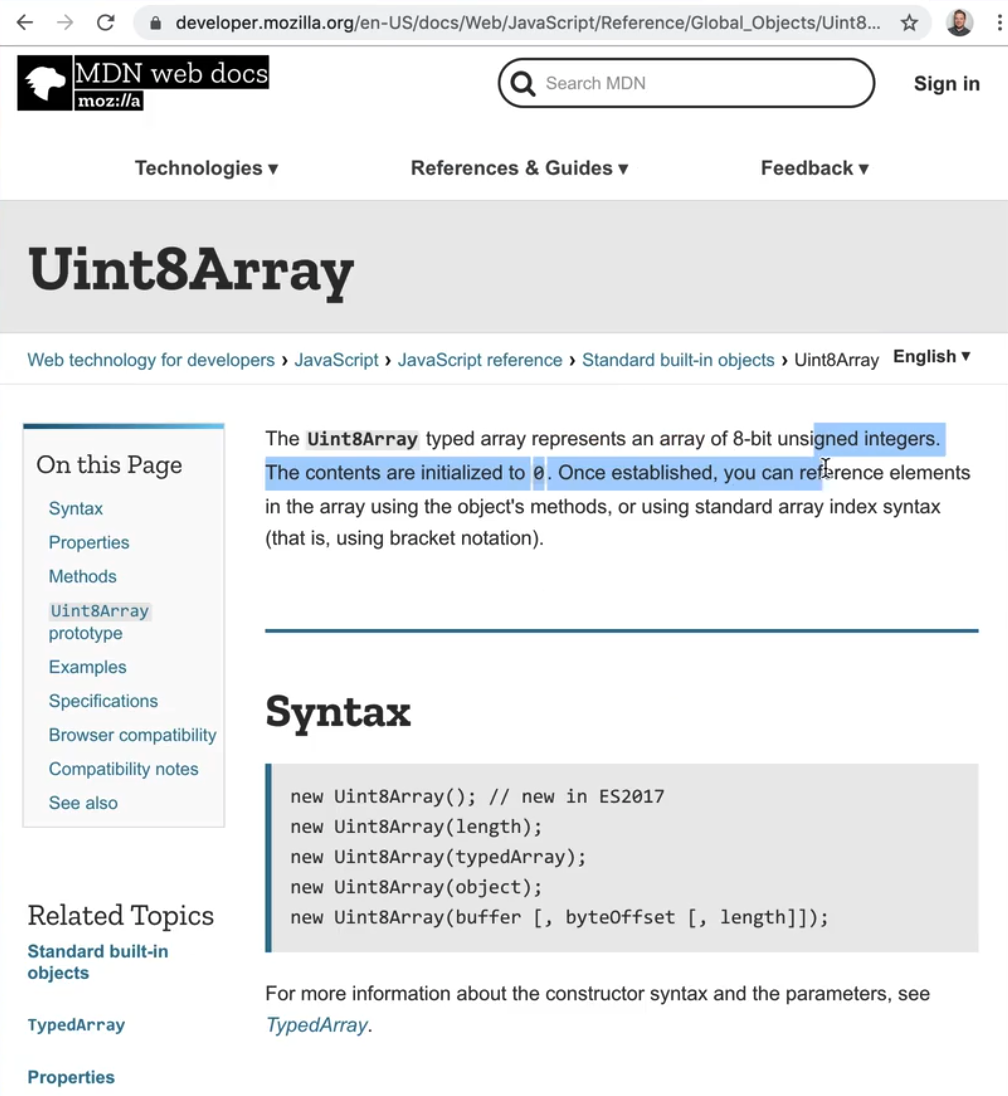 developer.mozilla.org/en-US/docs/Web/JavaScript/Reference/Global_Objects/Uint8...
MDN web docs
moz://a
Search MDN
Sign in
Technologies ▾
References & Guides ▾
Feedback ▾
Uint8Array
Web technology for developers › JavaScript › JavaScript reference › Standard built-in objects › Uint8Array
English ▾
On this Page
Syntax
Properties
Methods
Uint8Array
prototype
Examples
Specifications
Browser compatibility
Compatibility notes
See also
Related Topics
Standard built-in
objects
TypedArray
Properties
The Uint8Array typed array represents an array of 8-bit unsigned integers.
The contents are initialized to 0. Once established, you can reference elements
in the array using the object's methods, or using standard array index syntax
(that is, using bracket notation).
Syntax
new Uint8Array(); // new in ES2017
new Uint8Array(length);
new Uint8Array(typedArray);
new Uint8Array(object);
new Uint8Array(buffer [, byteOffset [, length]]);
For more information about the constructor syntax and the parameters, see
TypedArray.